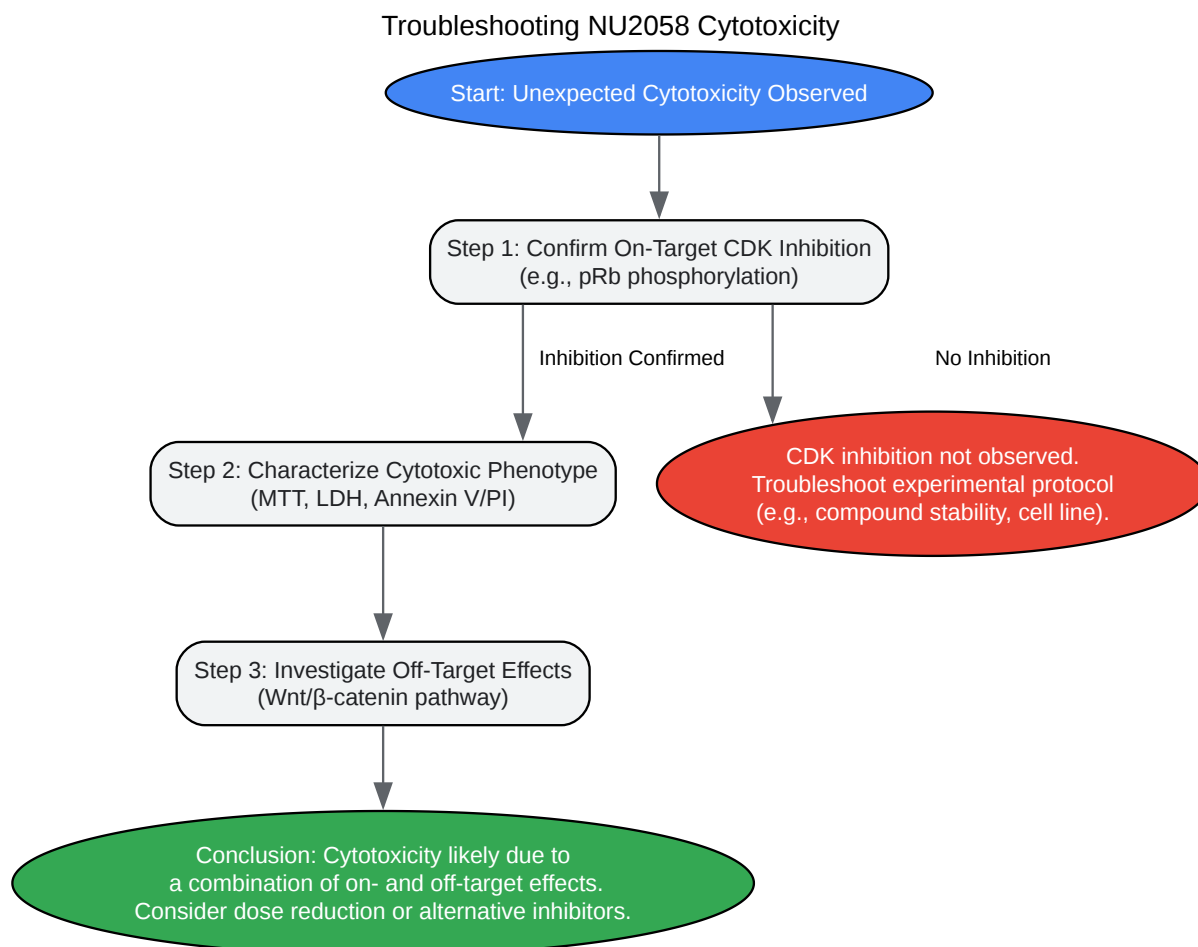 Troubleshooting NU2058 Cytotoxicity
Start: Unexpected Cytotoxicity Observed
Step 1: Confirm On-Target CDK Inhibition
(e.g., pRb phosphorylation)
Inhibition Confirmed
No Inhibition
Step 2: Characterize Cytotoxic Phenotype
(MTT, LDH, Annexin V/PI)
CDK inhibition not observed.
Troubleshoot experimental protocol
(e.g., compound stability, cell line).
Step 3: Investigate Off-Target Effects
(Wnt/β-catenin pathway)
Conclusion: Cytotoxicity likely due to
a combination of on- and off-target effects.
Consider dose reduction or alternative inhibitors.